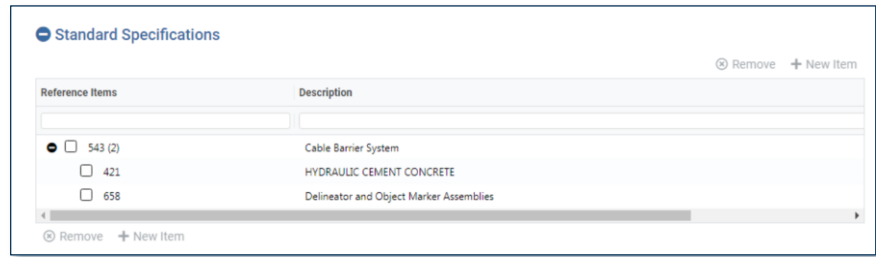 Standard Specifications
Remove New Item
Reference Items Description
543 (2) Cable Barrier System
421 HYDRAULIC CEMENT CONCRETE
658 Delineator and Object Marker Assemblies
Remove New Item